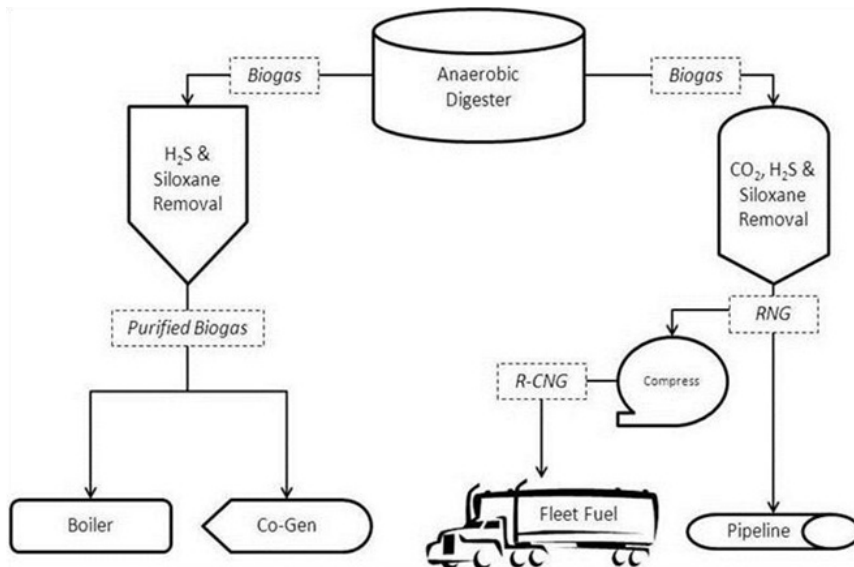 Biogas
Anaerobic
Digester
Biogas
H₂S &
Siloxane
Removal
CO₂, H₂S &
Siloxane
Removal
Purified Biogas
RNG
R-CNG
Compress
Boiler
Co-Gen
Fleet Fuel
Pipeline